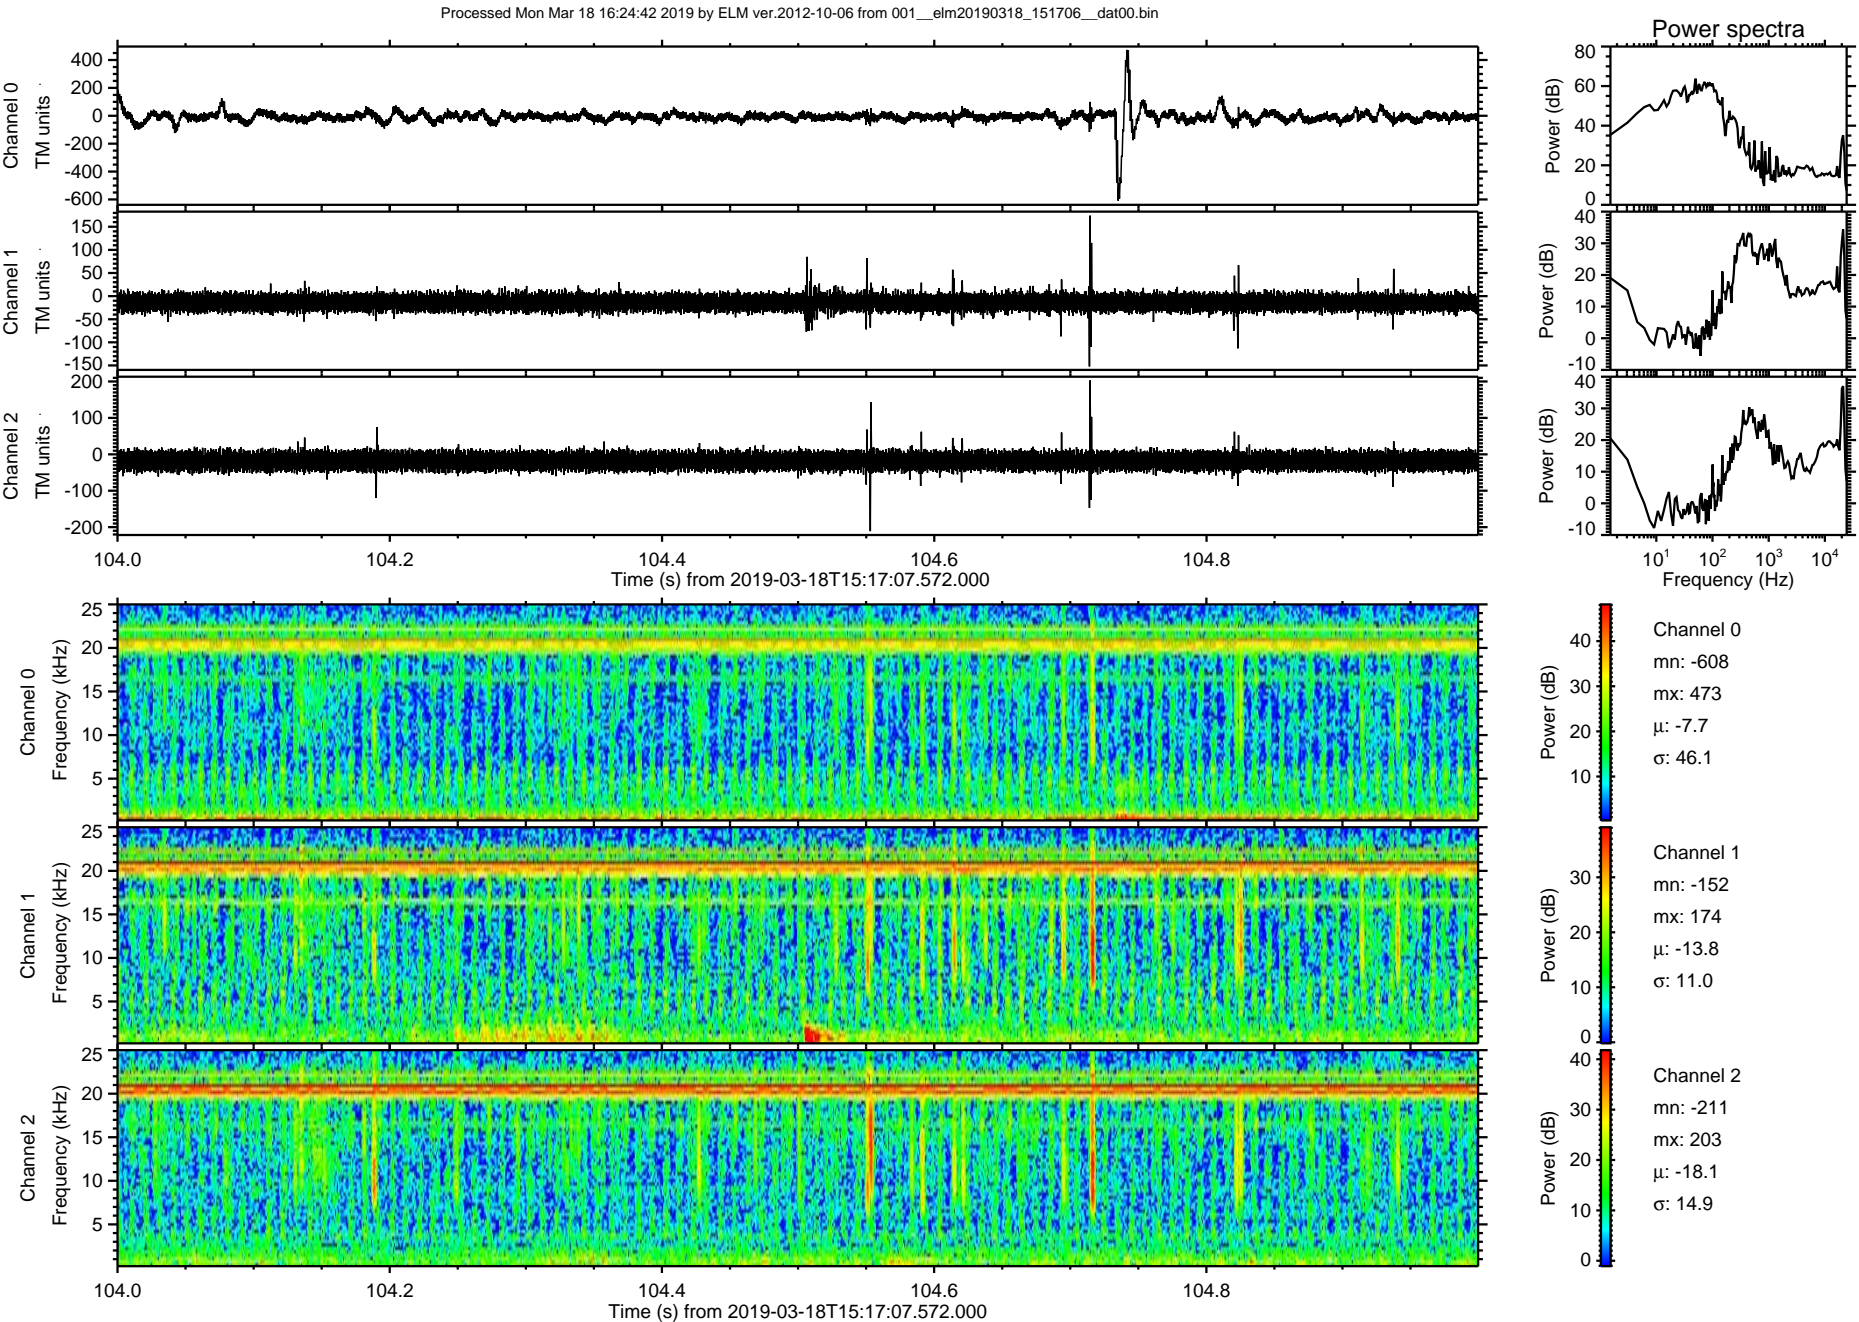 Processed Mon Mar 18 16:24:42 2019 by ELM ver.2012-10-06 from 001__elm20190318_151706__dat00.bin
Power spectra
Channel 0
TM units
400
200
0
-200
-400
-600
Power (dB)
80
60
40
20
0
Channel 1
TM units
150
100
50
0
-50
-100
-150
Power (dB)
40
30
20
10
0
-10
Channel 2
TM units
200
100
0
-100
-200
Power (dB)
40
30
20
10
0
-10
104.0 104.2 104.4 104.6 104.8
Time (s) from 2019-03-18T15:17:07.572.000
10¹ 10² 10³ 10⁴
Frequency (Hz)
Channel 0
Frequency (kHz)
25
20
15
10
5
Power (dB)
40
30
20
10
Channel 0
mn: -608
mx: 473
μ: -7.7
σ: 46.1
Channel 1
Frequency (kHz)
25
20
15
10
5
Power (dB)
30
20
10
0
Channel 1
mn: -152
mx: 174
μ: -13.8
σ: 11.0
Channel 2
Frequency (kHz)
25
20
15
10
5
Power (dB)
40
30
20
10
0
Channel 2
mn: -211
mx: 203
μ: -18.1
σ: 14.9
104.0 104.2 104.4 104.6 104.8
Time (s) from 2019-03-18T15:17:07.572.000